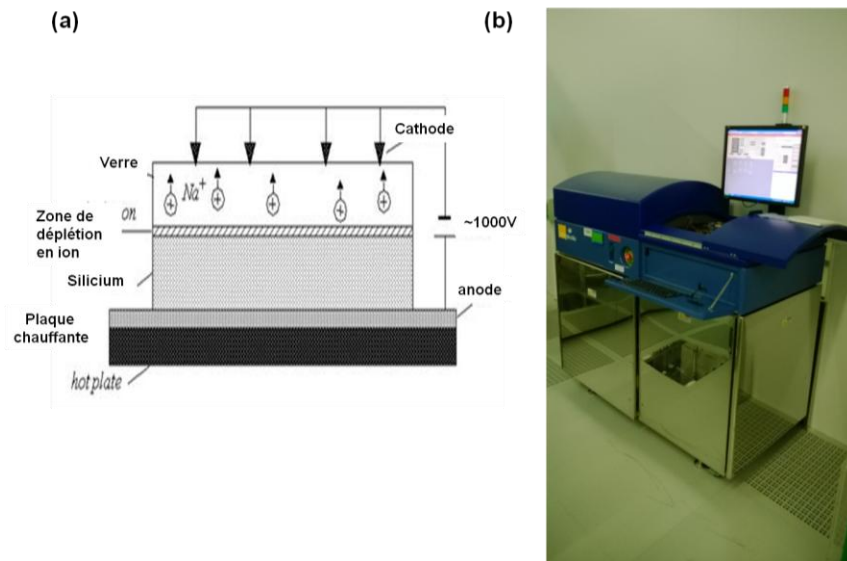 (a)
(b)
Cathode
Verre
Na+
on
Zone de
déplétion
en ion
~1000V
Silicium
anode
Plaque
chauffante
hot plate